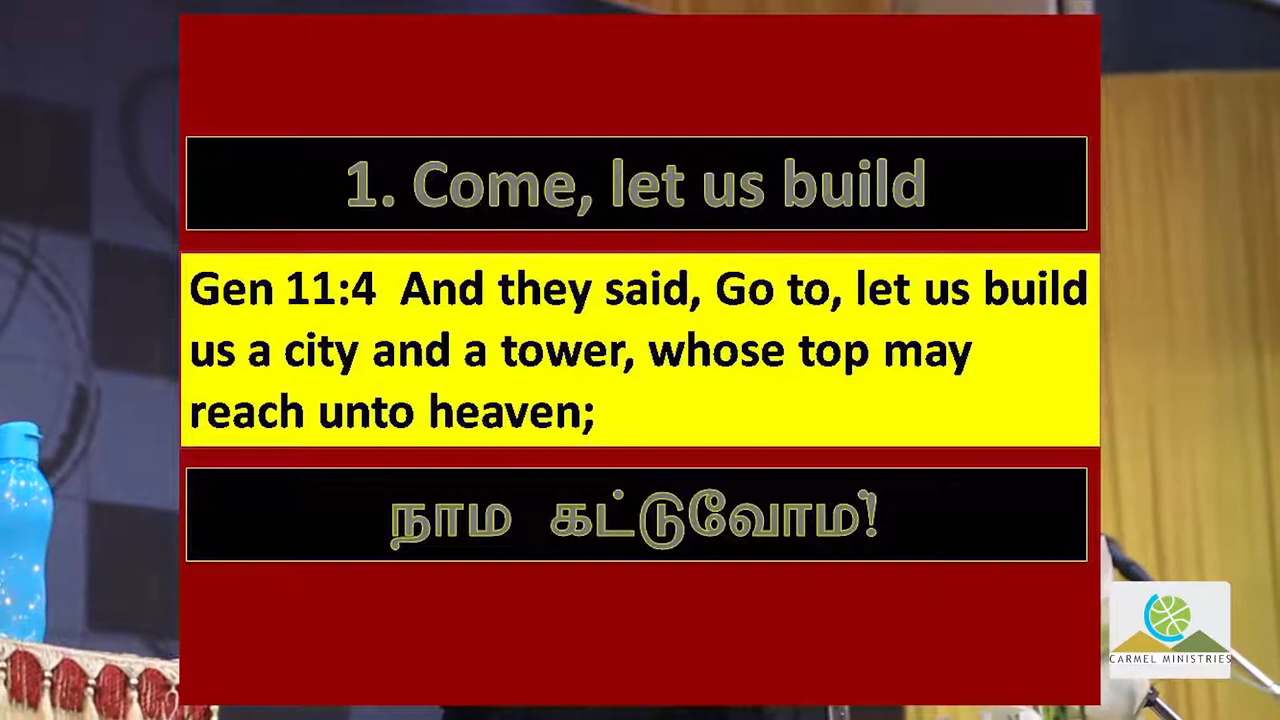 1. Come, let us build
Gen 11:4 And they said, Go to, let us build
us a city and a tower, whose top may
reach unto heaven;
நாம கட்டுவோம்!
CARMEL MINISTRIES